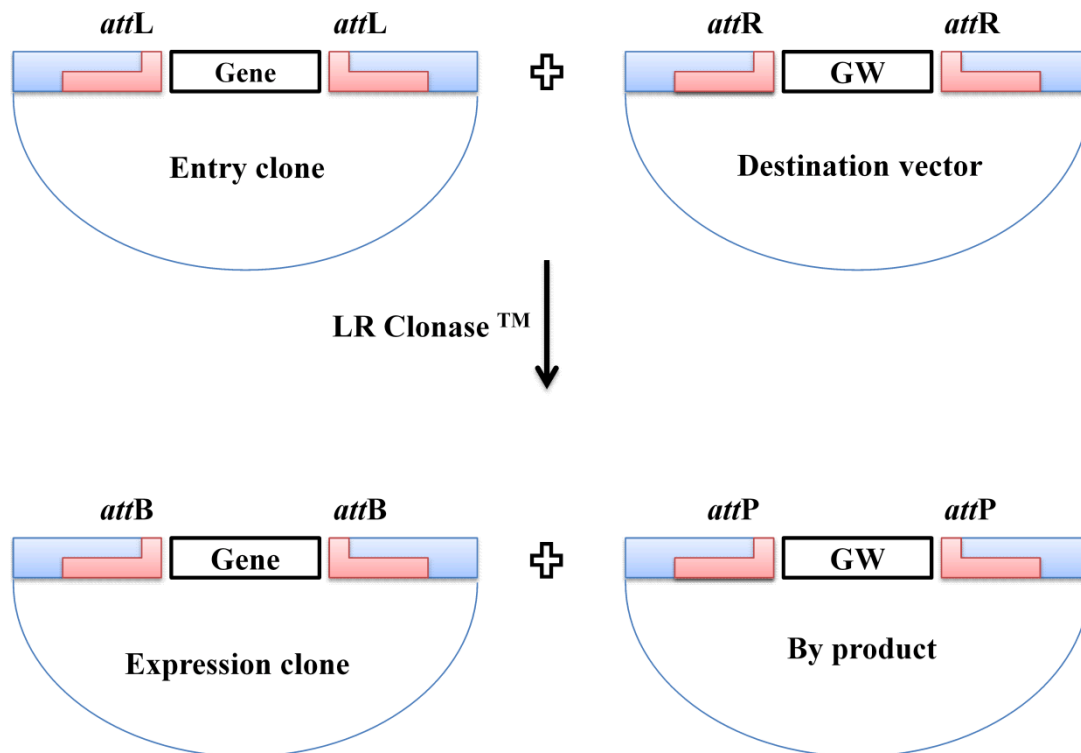 attL attL attR attR
Gene GW
Entry clone Destination vector
LR Clonase TM
attB attB attP attP
Gene GW
Expression clone By product